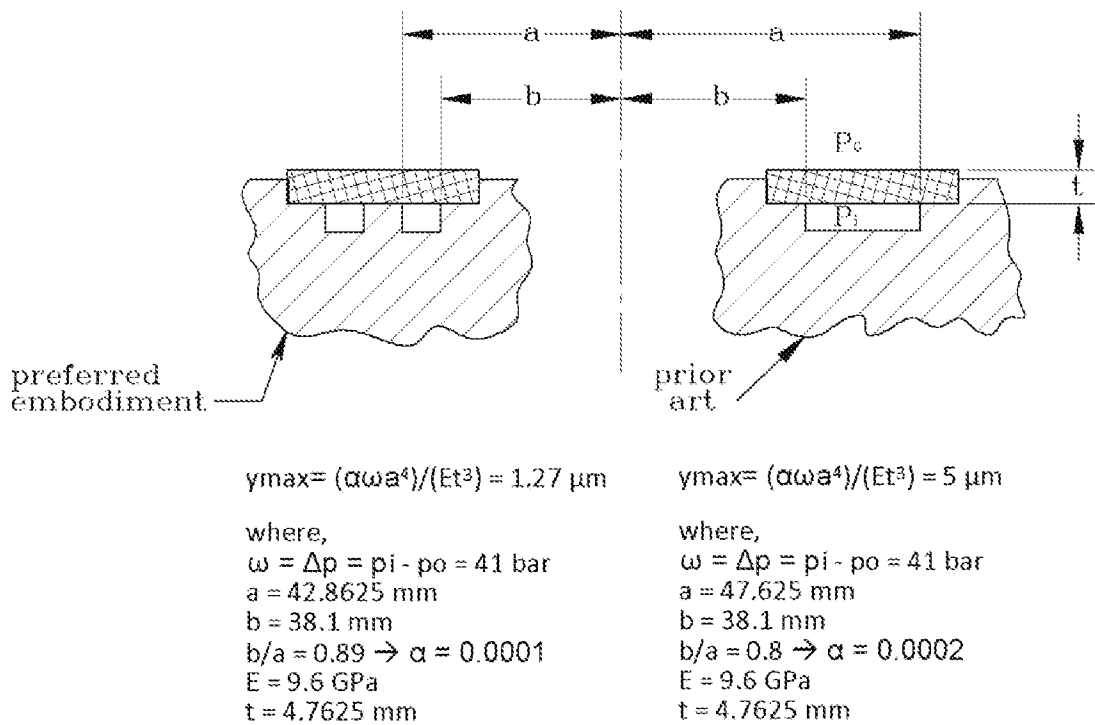 a a
b b
Pₒ
t
Pᵢ
preferred
embodiment
prior
art
ymax= (αωa⁴)/(Et³) = 1.27 µm
where,
ω = Δp = pi - po = 41 bar
a = 42.8625 mm
b = 38.1 mm
b/a = 0.89 → α = 0.0001
E = 9.6 GPa
t = 4.7625 mm
ymax= (αωa⁴)/(Et³) = 5 µm
where,
ω = Δp = pi - po = 41 bar
a = 47.625 mm
b = 38.1 mm
b/a = 0.8 → α = 0.0002
E = 9.6 GPa
t = 4.7625 mm